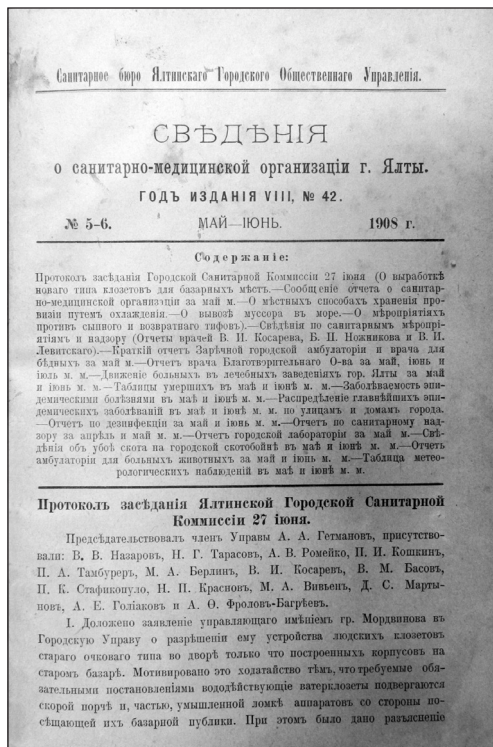 Санитарное бюро Ялтинскаго Городского Общественнаго Управленія.
СВѢДѢНІЯ
о санитарно-медицинской организаціи г. Ялты.
ГОДЪ ИЗДАНІЯ VIII, № 42.
№ 5-6. МАЙ—ІЮНЬ. 1908 г.
Содержаніе:
Протоколъ засѣданія Городской Санитарной Коммиссіи 27 іюня (О выработкѣ
новаго типа клозетовъ для базарныхъ мѣстъ.—Сообщеніе отчета о санитар-
но-медицинской организаціи за май м.—О мѣстныхъ способахъ храненія про-
визіи путемъ охлажденія.—О вывозѣ муссора въ море.—О мѣропріятіяхъ
противъ сыпного и возвратнаго тифовъ).—Свѣдѣнія по санитарнымъ мѣропрі-
ятіямъ и надзору (Отчеты врачей В. И. Косарева, Б. П. Ножникова и В. И.
Левитскаго).—Краткій отчетъ Зарѣчной городской амбулаторіи и врача для
бѣдныхъ за май м.—Отчетъ врача Благотворительнаго О-ва за май, іюнь и
іюль м. м.—Движеніе больныхъ въ лечебныхъ заведеніяхъ гор. Ялты за май
и іюнь м. м.—Таблицы умершихъ въ маѣ и іюнѣ м. м.—Заболѣваемость эпи-
демическими болѣзнями въ маѣ и іюнѣ м. м.—Распредѣленіе главнѣйшихъ эпи-
демическихъ заболѣваній въ маѣ и іюнѣ м. м. по улицамъ и домамъ города.
—Отчетъ по дезинфекціи за май и іюнь м. м.—Отчетъ по санитарному над-
зору за апрѣль и май м. м.—Отчетъ городской лабораторіи за май м.—Свѣ-
дѣнія объ убоѣ скота на городской скотобойнѣ въ маѣ и іюнѣ м. м.—Отчетъ
амбулаторіи для больныхъ животныхъ за май и іюнь м. м.—Таблица метео-
рологическихъ наблюденій въ маѣ и іюнѣ м. м.
Протоколъ засѣданія Ялтинской Городской Санитарной
Коммиссіи 27 іюня.
Предсѣдательствовалъ членъ Управы А. А. Гетмановъ, присутство-
вали: В. В. Назаровъ, Н. Г. Тарасовъ, А. В. Ромейко, П. И. Кошкинъ,
П. А. Тамбуреръ, М. А. Берлинъ, В. И. Косаревъ, В. М. Басовъ,
П. К. Стафикопуло, Н. П. Красновъ, М. А. Вивьенъ, Д. С. Марты-
новъ, А. Е. Голіаковъ и А. Ѳ. Фроловъ-Багрѣевъ.
I. Доложено заявленіе управляющаго имѣніемъ гр. Мордвинова въ
Городскую Управу о разрѣшеніи ему устройства людскихъ клозетовъ
стараго очковаго типа во дворѣ только что построенныхъ корпусовъ на
старомъ базарѣ. Мотивировано это ходатайство тѣмъ, что требуемые обя-
зательными постановленіями вододѣйствующіе ватерклозеты подвергаются
скорой порчѣ и, частью, умышленной ломкѣ аппаратовъ со стороны по-
сѣщающей ихъ базарной публики. При этомъ было дано разъясненіе